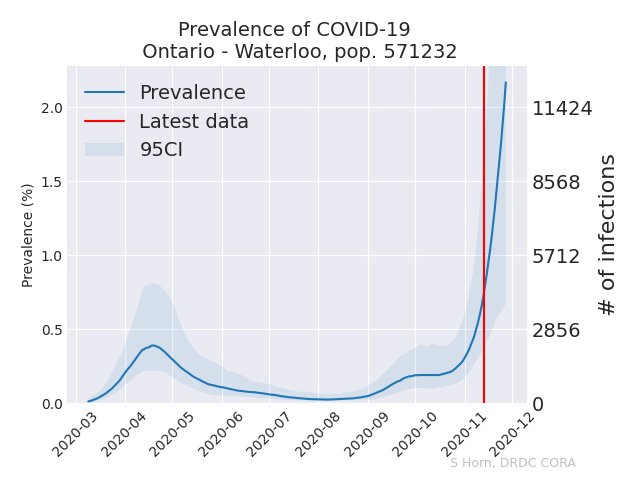 Prevalence of COVID-19
Ontario - Waterloo, pop. 571232
Prevalence
Latest data
95CI
Prevalence (%)
2.0
1.5
1.0
0.5
0.0
11424
8568
5712
2856
0
# of infections
2020-03
2020-04
2020-05
2020-06
2020-07
2020-08
2020-09
2020-10
2020-11
2020-12
S Horn, DRDC CORA